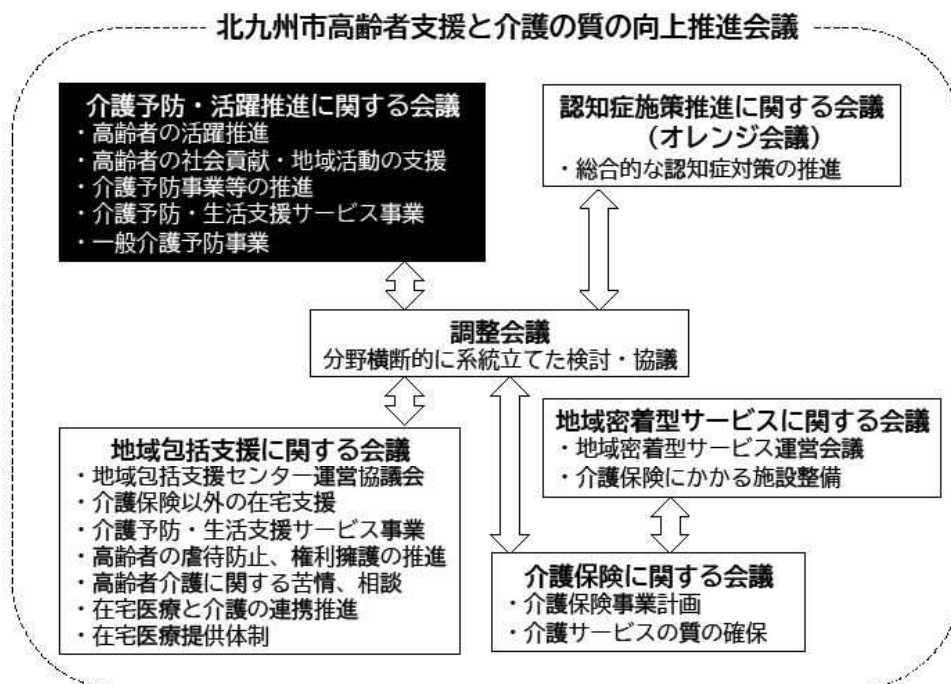 北九州市高齢者支援と介護の質の向上推進会議
介護予防・活躍推進に関する会議
・高齢者の活躍推進
・高齢者の社会貢献・地域活動の支援
・介護予防事業等の推進
・介護予防・生活支援サービス事業
・一般介護予防事業
認知症施策推進に関する会議
(オレンジ会議)
・総合的な認知症対策の推進
調整会議
分野横断的に系統立てた検討・協議
地域包括支援に関する会議
・地域包括支援センター運営協議会
・介護保険以外の在宅支援
・介護予防・生活支援サービス事業
・高齢者の虐待防止、権利擁護の推進
・高齢者介護に関する苦情、相談
・在宅医療と介護の連携推進
・在宅医療提供体制
地域密着型サービスに関する会議
・地域密着型サービス運営会議
・介護保険にかかる施設整備
介護保険に関する会議
・介護保険事業計画
・介護サービスの質の確保